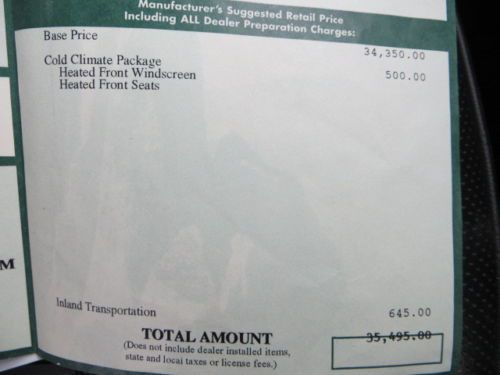 Manufacturer's Suggested Retail Price
Including ALL Dealer Preparation Charges:
Base Price 34,350.00
Cold Climate Package 500.00
Heated Front Windscreen
Heated Front Seats
M
Inland Transportation 645.00
TOTAL AMOUNT 35,495.00
(Does not include dealer installed items,
state and local taxes or license fees.)